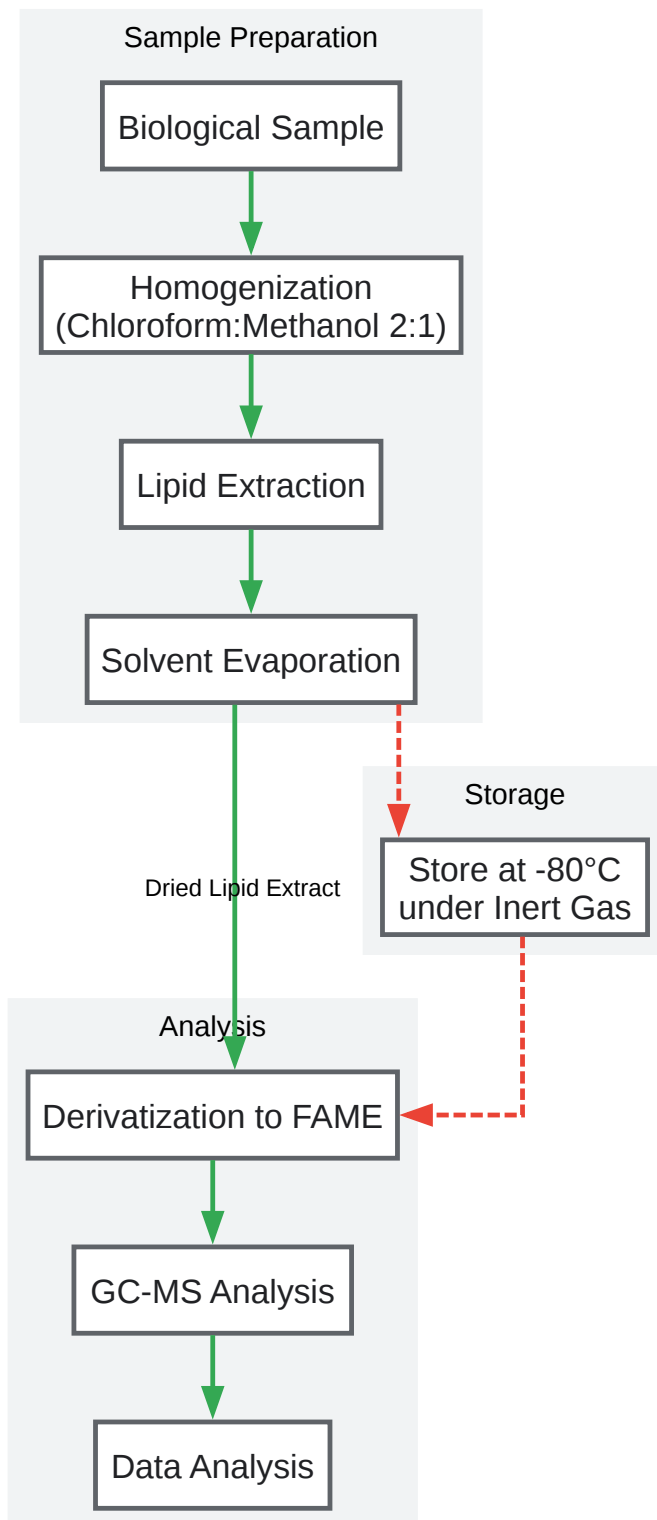 Sample Preparation
Biological Sample
Homogenization
(Chloroform:Methanol 2:1)
Lipid Extraction
Solvent Evaporation
Storage
Store at -80°C
under Inert Gas
Dried Lipid Extract
Analysis
Derivatization to FAME
GC-MS Analysis
Data Analysis